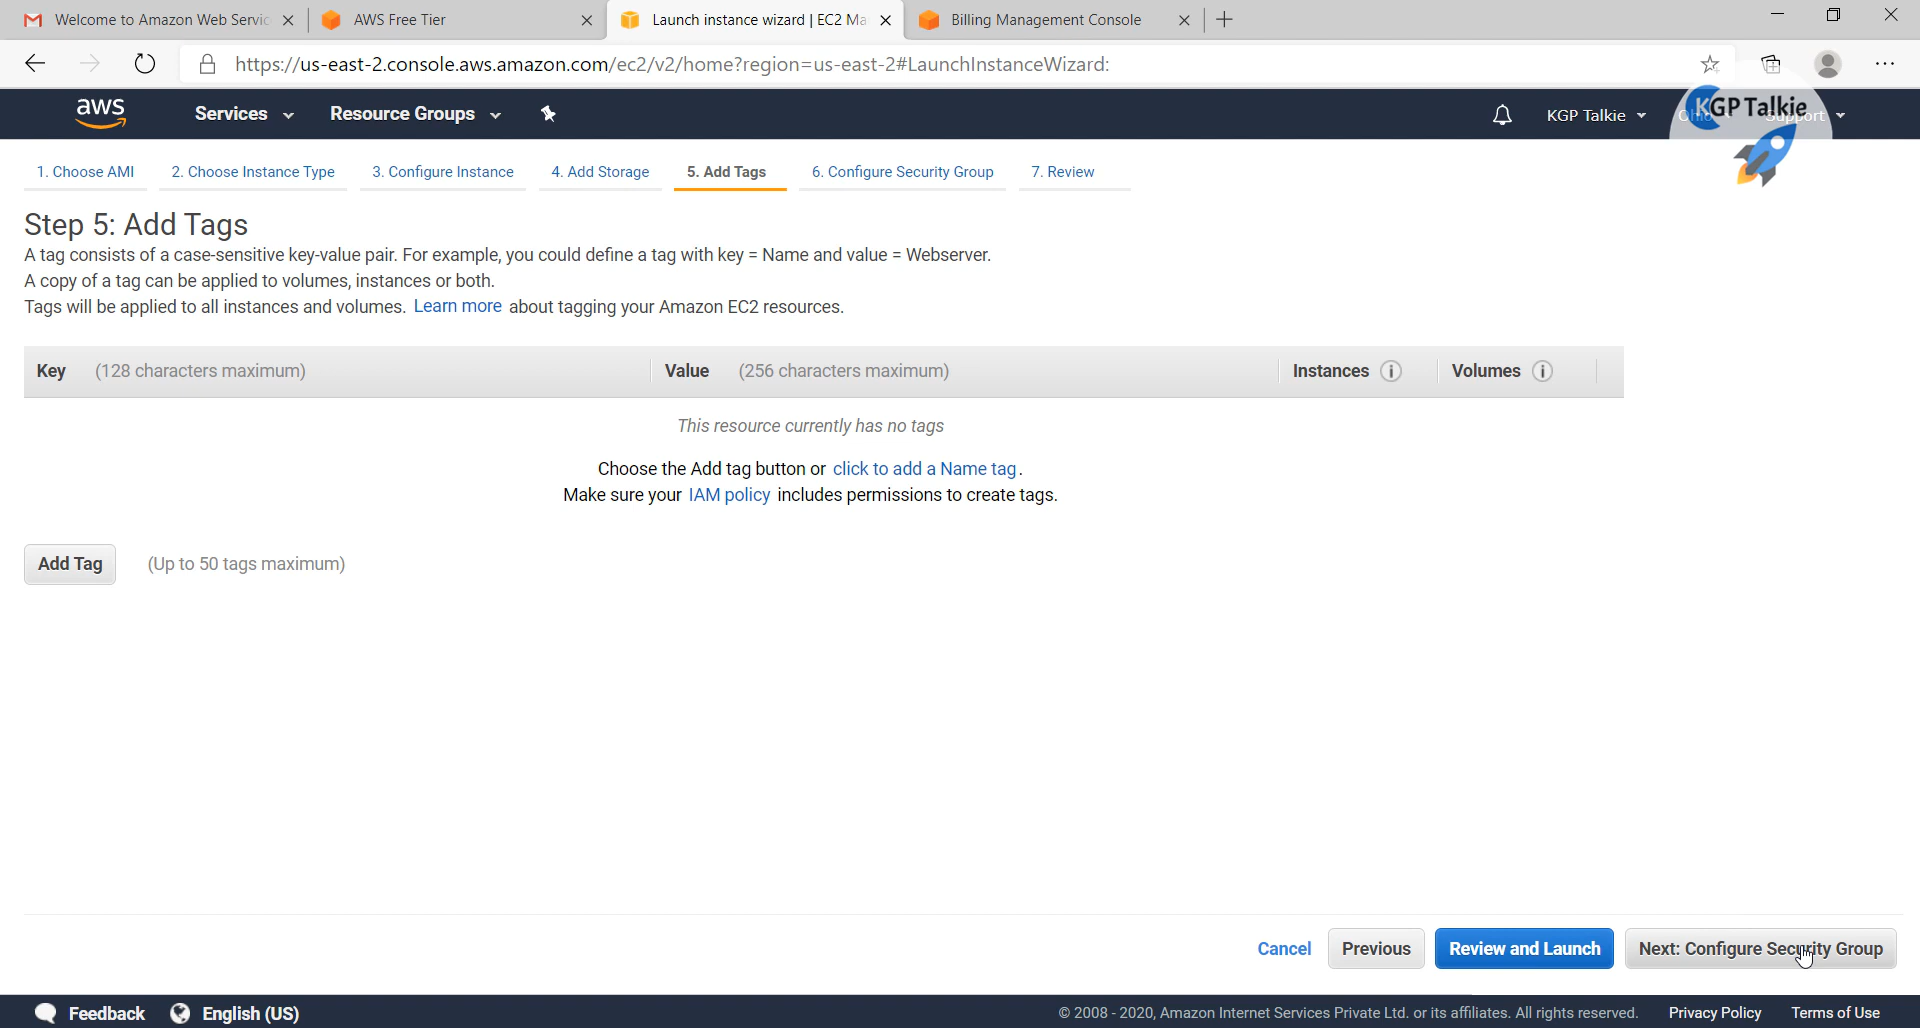 Welcome to Amazon Web Servic
AWS Free Tier
Launch instance wizard | EC2 Ma
Billing Management Console
https://us-east-2.console.aws.amazon.com/ec2/v2/home?region=us-east-2#LaunchInstanceWizard:
aws
Services
Resource Groups
KGP Talkie
Ohio
Support
KGP Talkie
1. Choose AMI
2. Choose Instance Type
3. Configure Instance
4. Add Storage
5. Add Tags
6. Configure Security Group
7. Review
Step 5: Add Tags
A tag consists of a case-sensitive key-value pair. For example, you could define a tag with key = Name and value = Webserver.
A copy of a tag can be applied to volumes, instances or both.
Tags will be applied to all instances and volumes. Learn more about tagging your Amazon EC2 resources.
Key (128 characters maximum)
Value (256 characters maximum)
Instances
Volumes
This resource currently has no tags
Choose the Add tag button or click to add a Name tag.
Make sure your IAM policy includes permissions to create tags.
Add Tag (Up to 50 tags maximum)
Cancel
Previous
Review and Launch
Next: Configure Security Group
Feedback
English (US)
© 2008 - 2020, Amazon Internet Services Private Ltd. or its affiliates. All rights reserved.
Privacy Policy
Terms of Use